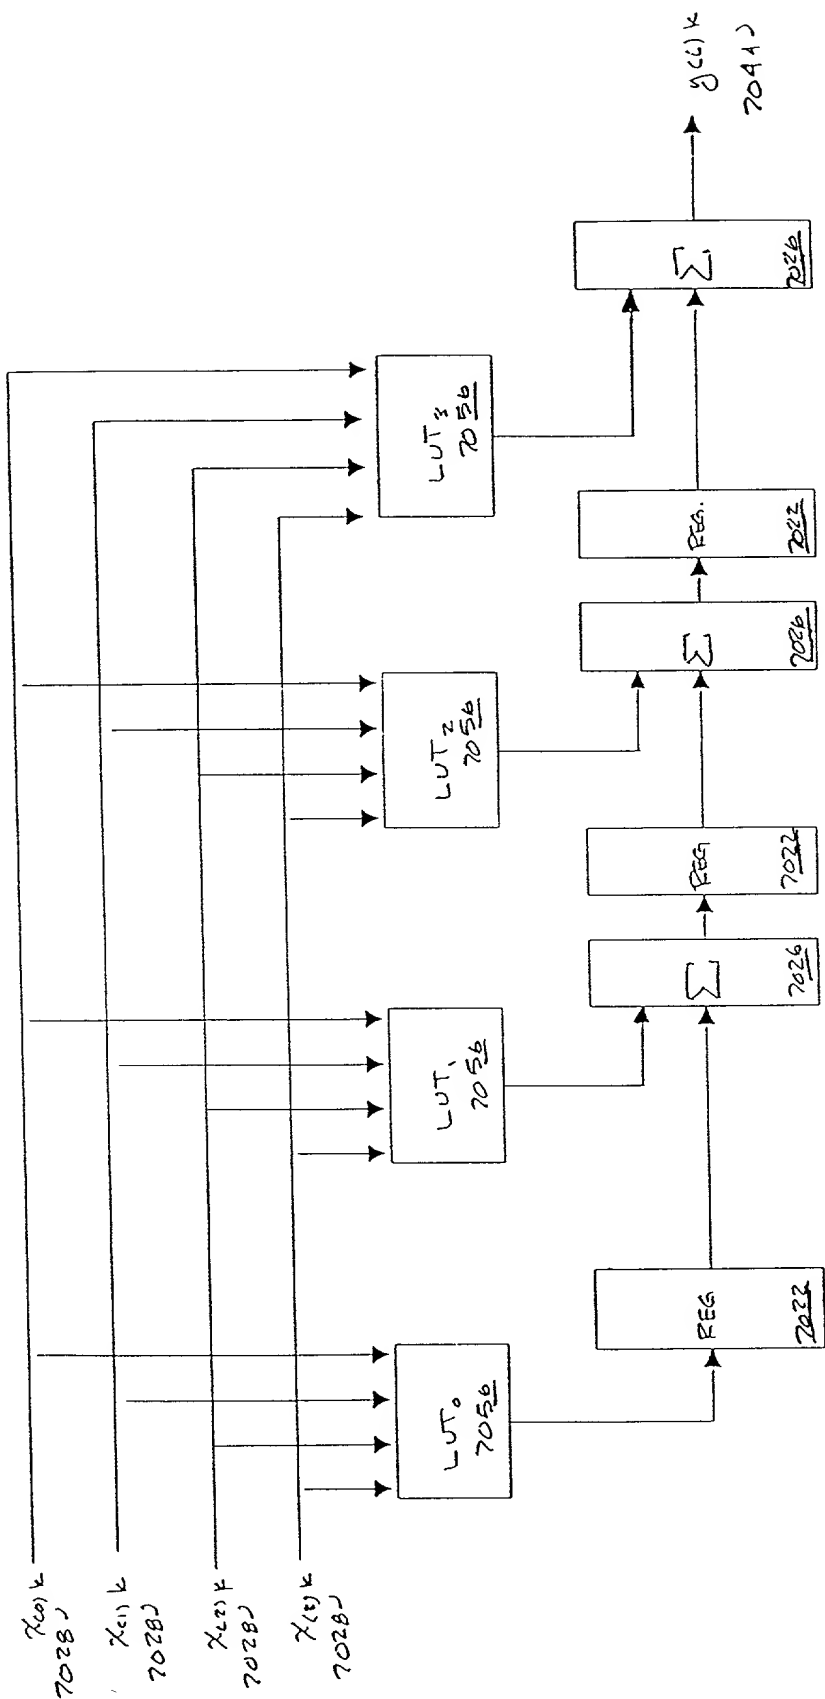 x(0)k
7028
x(1)k
7028
x(2)k
7028
x(3)k
7028
LUT0
7056
LUT1
7056
LUT2
7056
LUT3
7056
REG
7022
Σ
7026
REG
7022
Σ
7026
REG.
7022
Σ
7026
y(i)k
7044